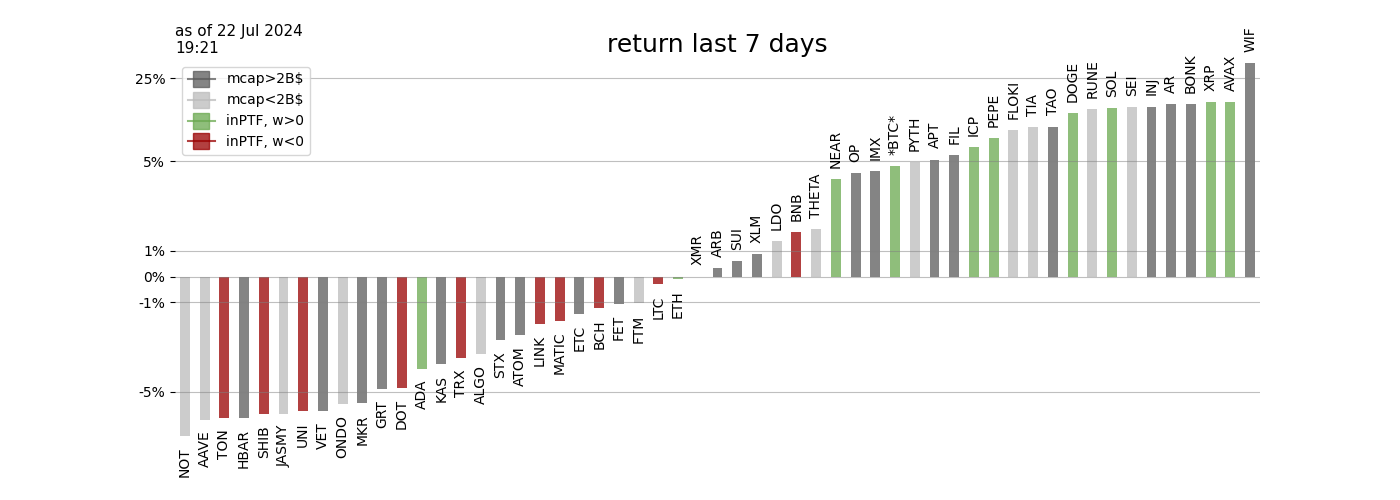 as of 22 Jul 2024
19:21
return last 7 days
mcap>2B$
mcap<2B$
inPTF, w>0
inPTF, w<0
25%
5%
1%
0%
-1%
-5%
NOT
AAVE
TON
HBAR
SHIB
JASMY
UNI
VET
ONDO
MKR
GRT
DOT
ADA
KAS
TRX
ALGO
STX
ATOM
LINK
MATIC
ETC
BCH
FET
FTM
LTC
ETH
XMR
ARB
SUI
XLM
LDO
BNB
THETA
NEAR
OP
IMX
*BTC*
PYTH
APT
FIL
ICP
PEPE
FLOKI
TIA
TAO
DOGE
RUNE
SOL
SEI
INJ
AR
BONK
XRP
AVAX
WIF